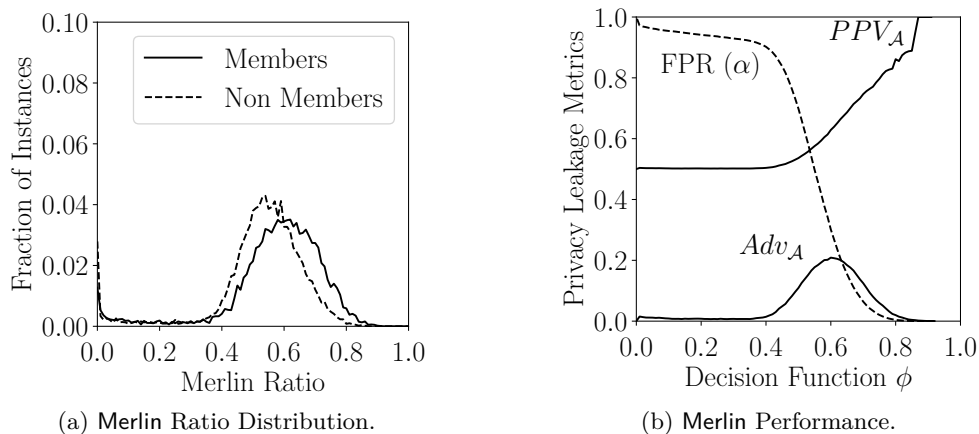 0.10
0.08
0.06
0.04
0.02
0.00
Fraction of Instances
Members
Non Members
0.0 0.2 0.4 0.6 0.8 1.0
Merlin Ratio
(a) Merlin Ratio Distribution.
1.0
0.8
0.6
0.4
0.2
0.0
Privacy Leakage Metrics
PPV𝒜
FPR (α)
Adv𝒜
0.0 0.2 0.4 0.6 0.8 1.0
Decision Function ϕ
(b) Merlin Performance.